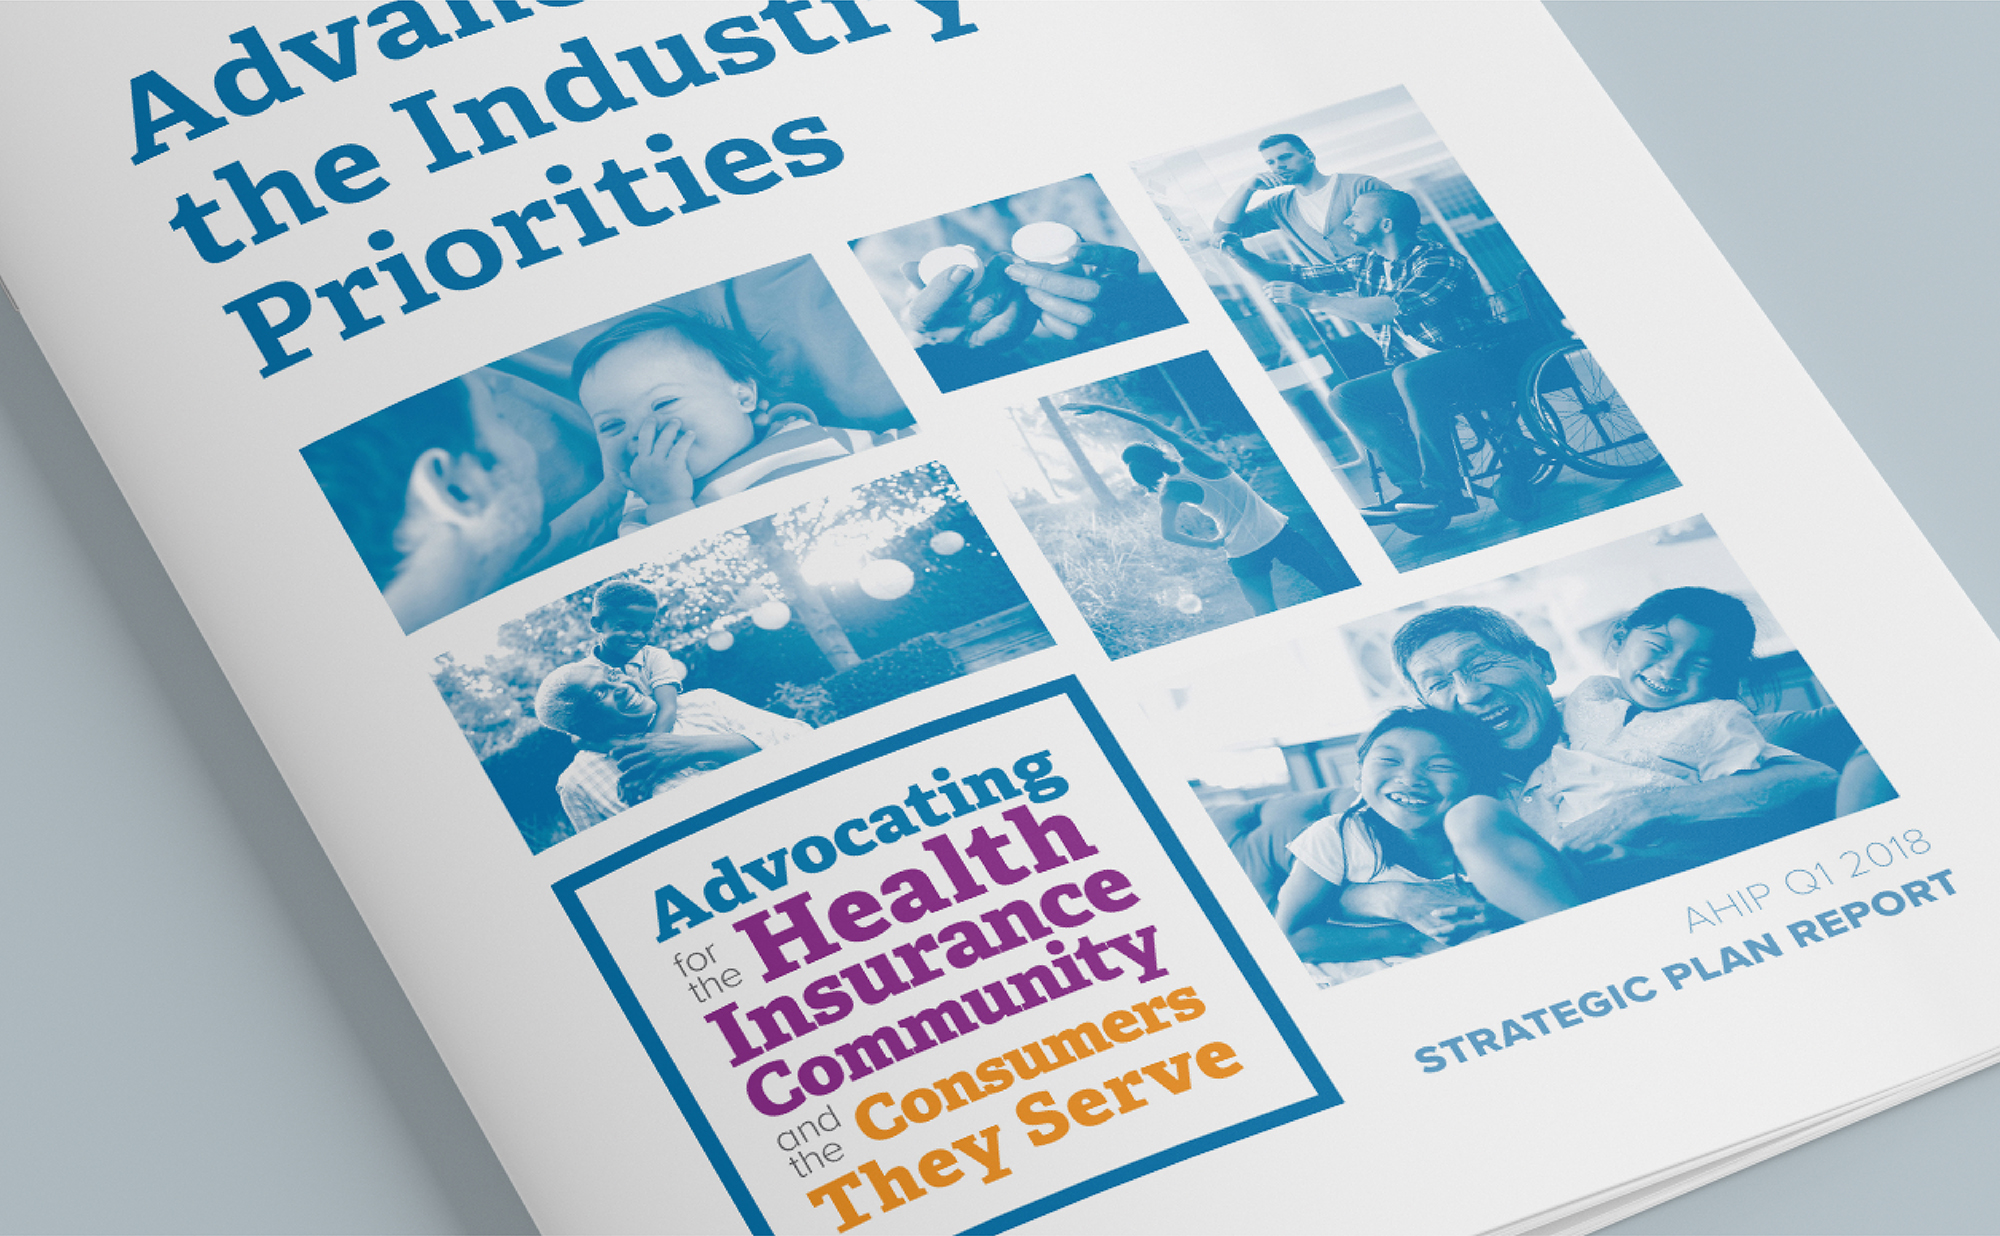 the Industry
Priorities
Advocating
for the Health
Insurance
Community
and the Consumers
They Serve
AHIP Q1 2018
STRATEGIC PLAN REPORT